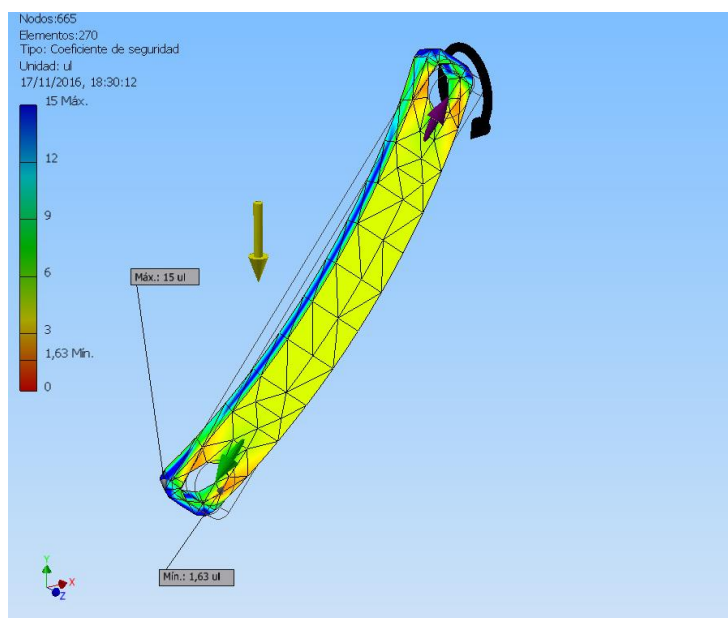 Nodos:665
Elementos:270
Tipo: Coeficiente de seguridad
Unidad: ul
17/11/2016, 18:30:12
15 Máx.
12
9
6
3
1,63 Mín.
0
Máx.: 15 ul
Mín.: 1,63 ul
Y
X
Z